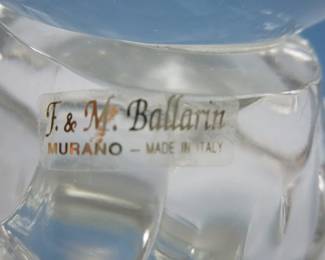 F. & M. Ballarin
MURANO – MADE IN ITALY